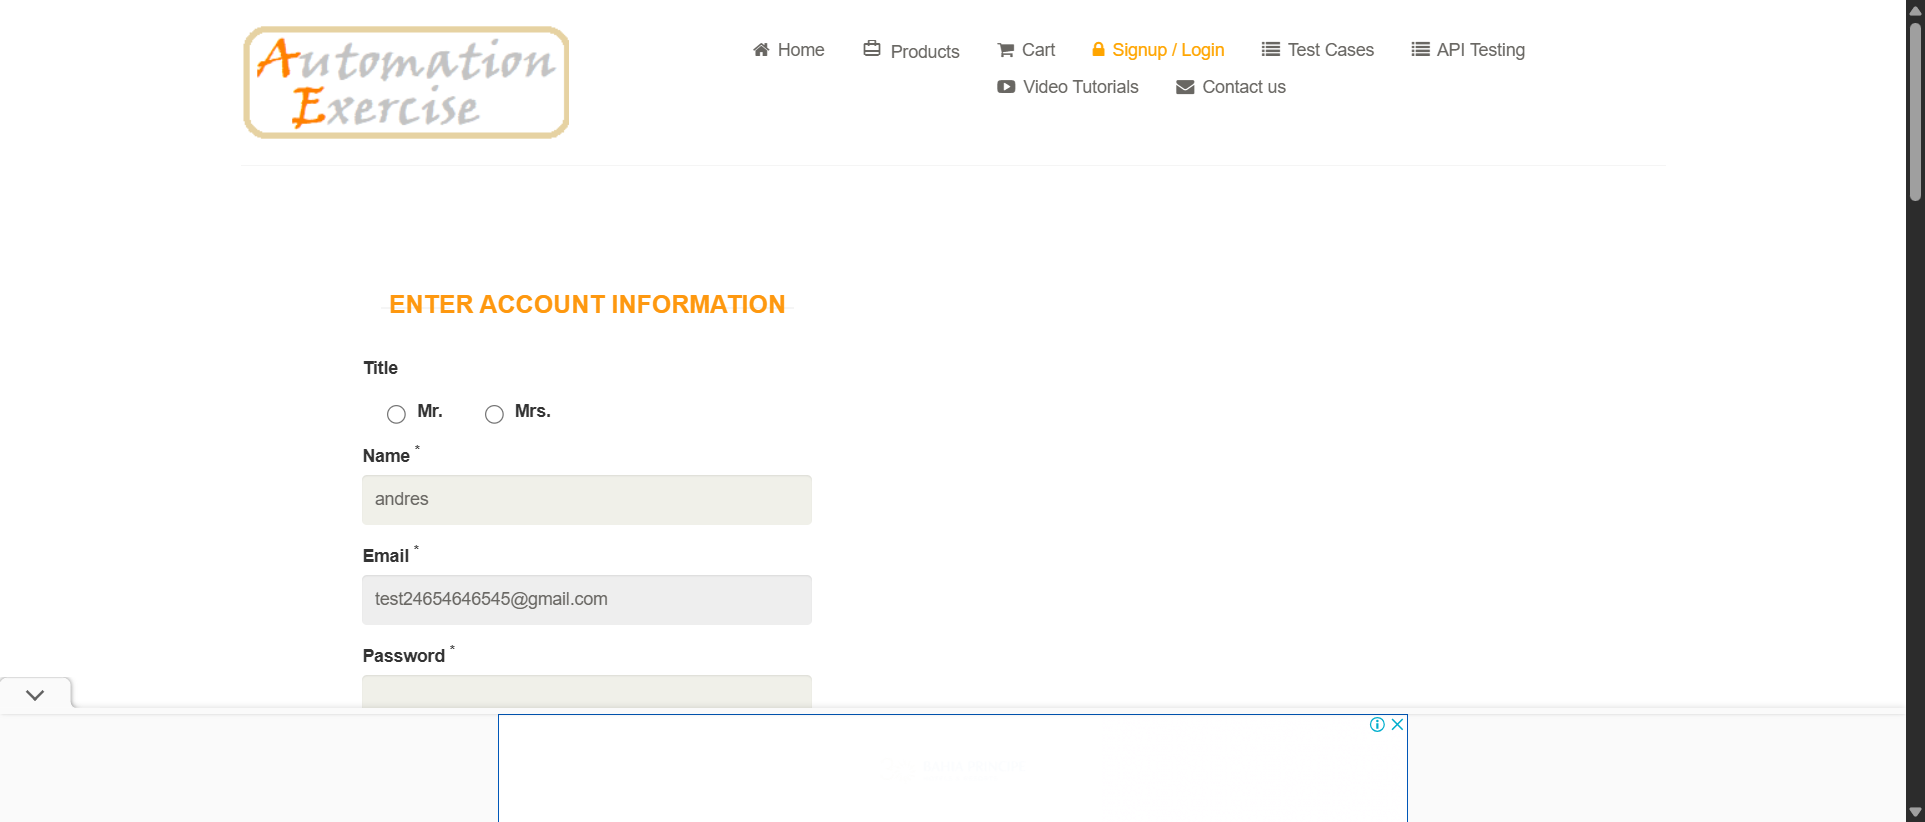 Automation
Exercise
Home Products Cart Signup / Login Test Cases API Testing
Video Tutorials Contact us
ENTER ACCOUNT INFORMATION
Title
Mr. Mrs.
Name *
andres
Email *
test24654646545@gmail.com
Password *